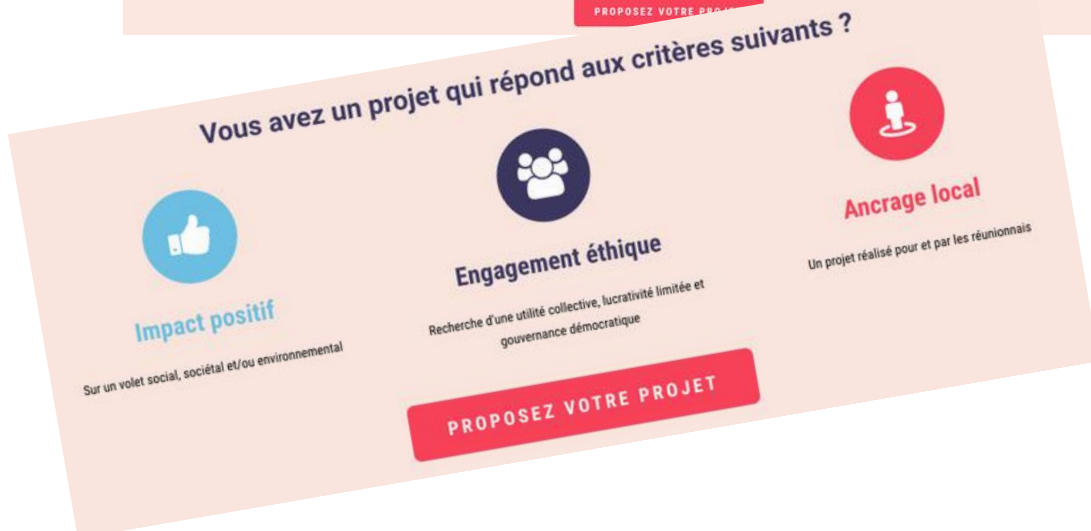 PROPOSEZ VOTRE PROJET
Vous avez un projet qui répond aux critères suivants ?
Impact positif
Sur un volet social, sociétal et/ou environnemental
Engagement éthique
Recherche d'une utilité collective, lucrativité limitée et
gouvernance démocratique
Ancrage local
Un projet réalisé pour et par les réunionnais
PROPOSEZ VOTRE PROJET